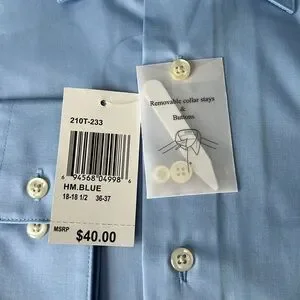 210T-233
6 94568 04998 6
HM.BLUE
18-18 1/2 36-37
MSRP $40.00
Removable collar stays
&
Buttons